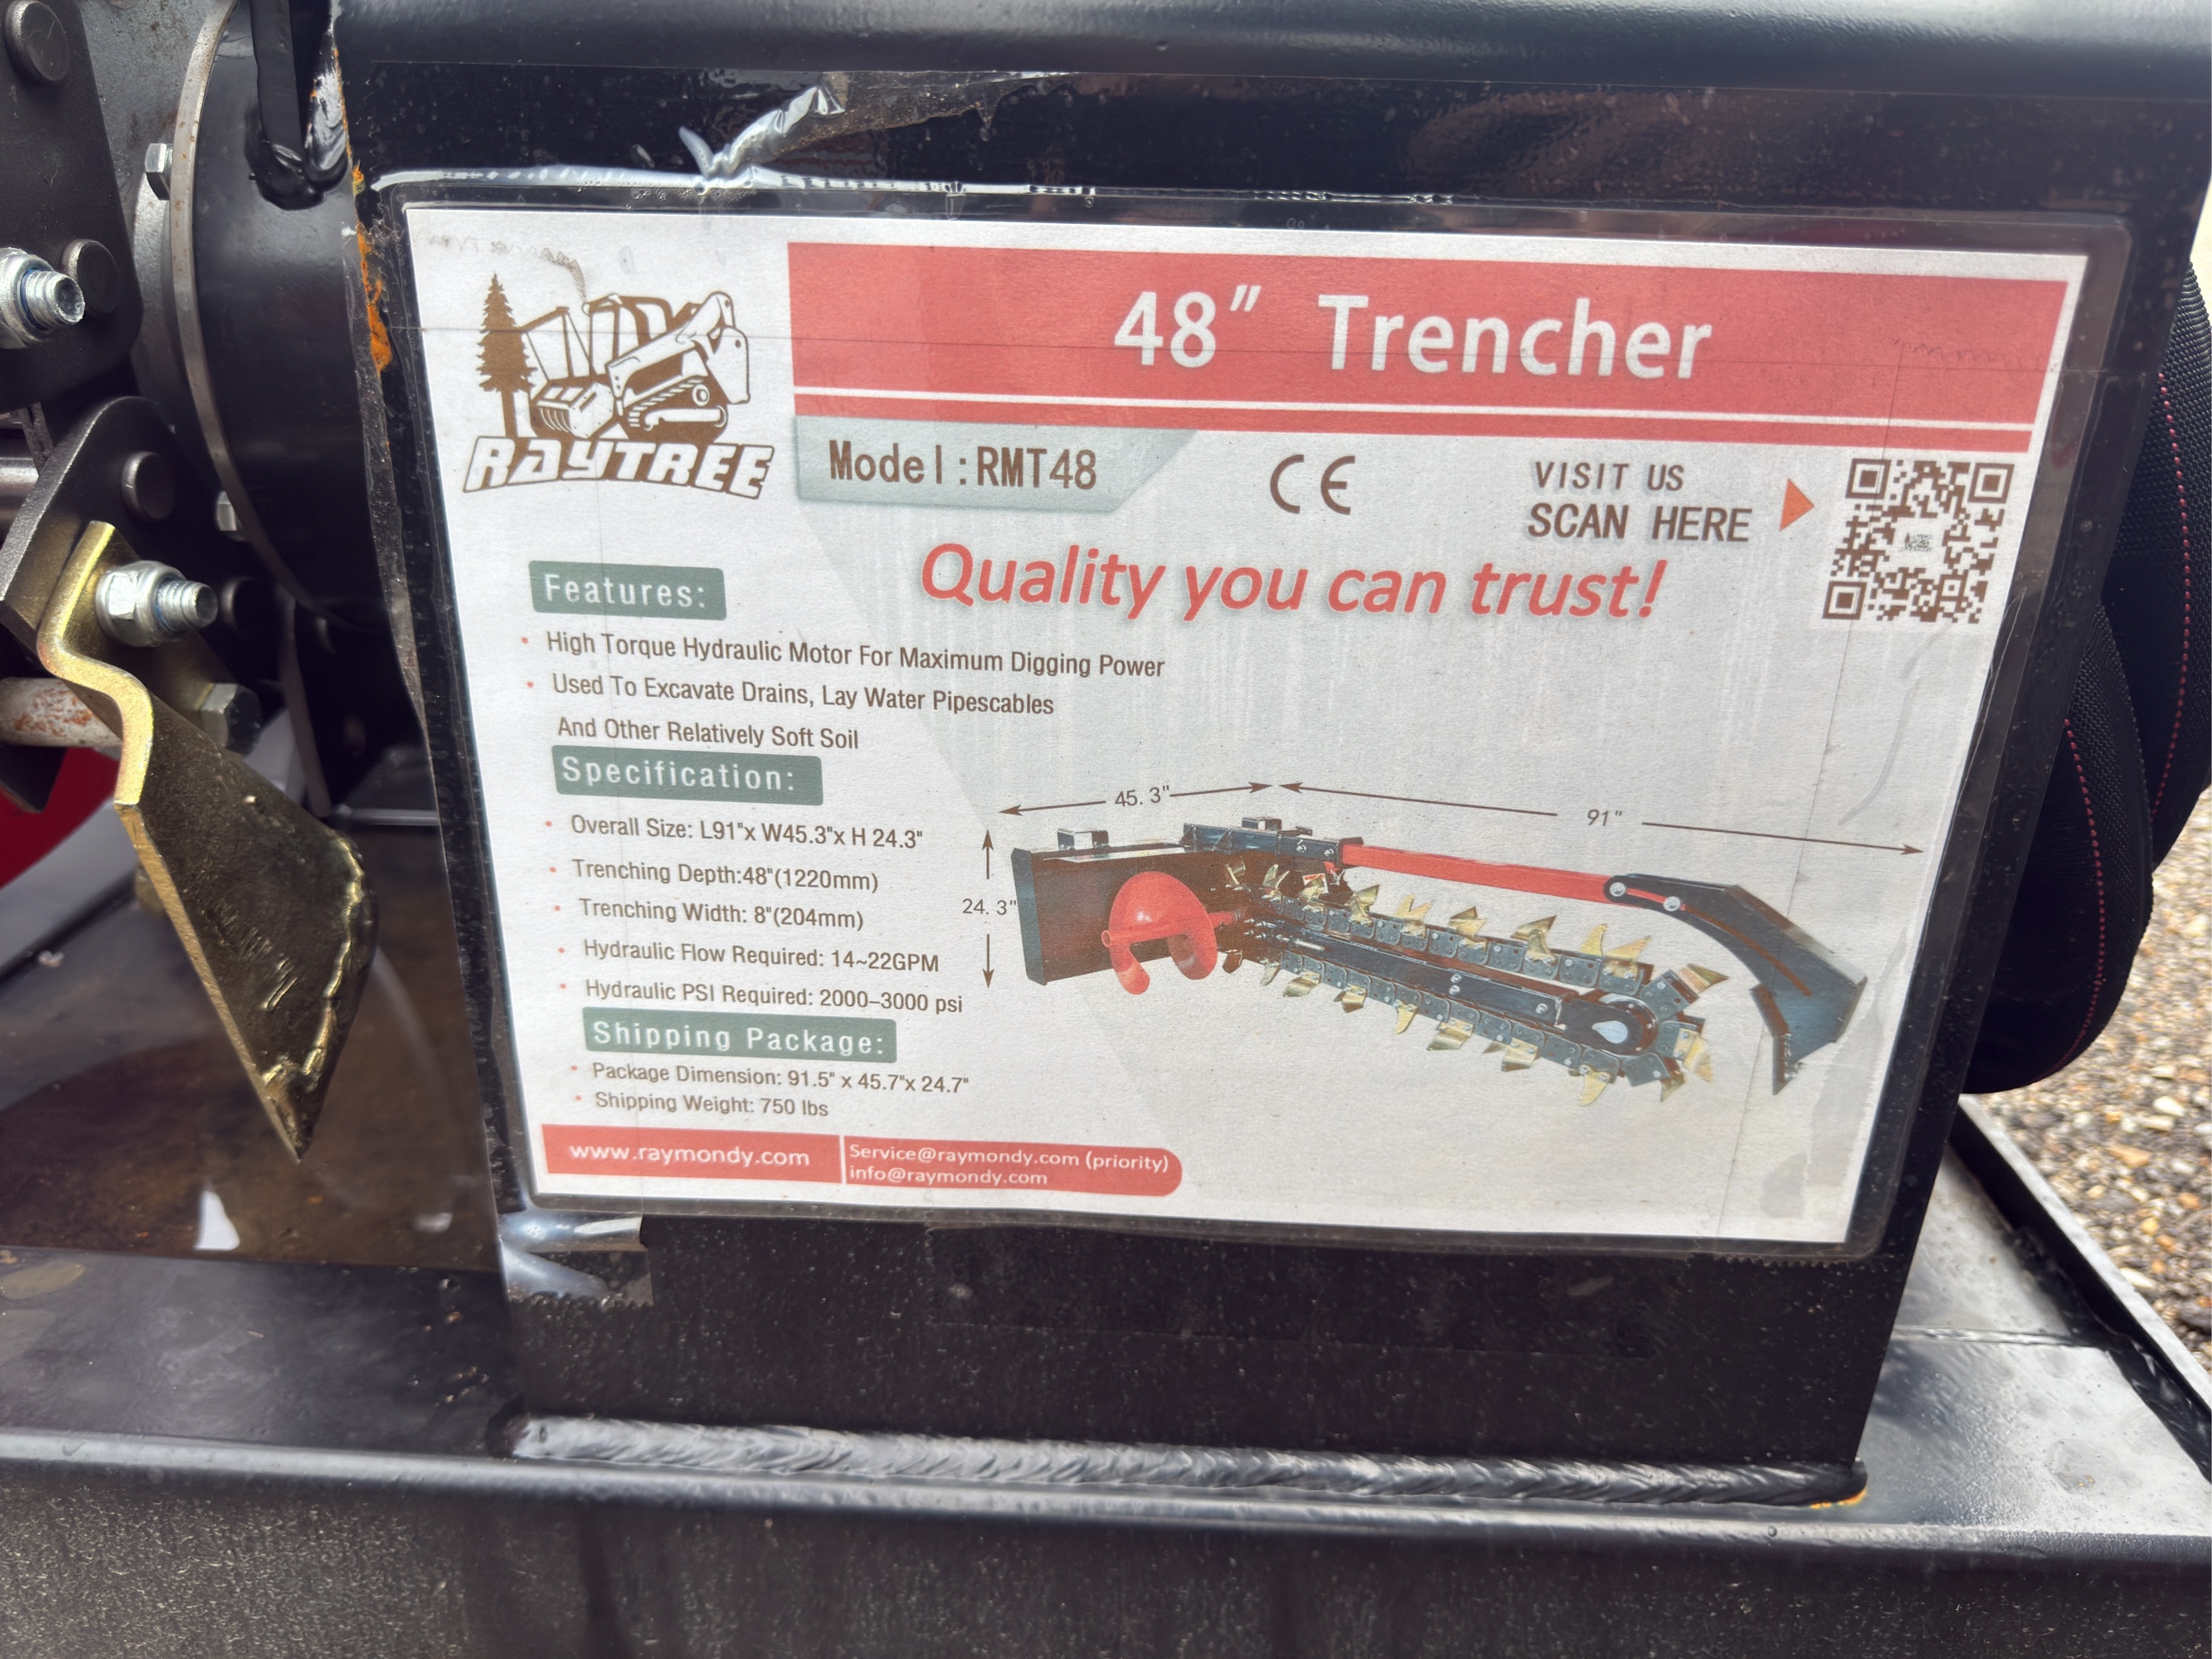 48" Trencher
RAYTREE
Model:RMT48
CE
VISIT US
SCAN HERE
Quality you can trust!
Features:
• High Torque Hydraulic Motor For Maximum Digging Power
• Used To Excavate Drains, Lay Water Pipescables
And Other Relatively Soft Soil
Specification:
• Overall Size: L91"x W45.3"x H 24.3"
• Trenching Depth:48"(1220mm)
• Trenching Width: 8"(204mm)
• Hydraulic Flow Required: 14~22GPM
• Hydraulic PSI Required: 2000-3000 psi
45.3"
91"
24.3"
Shipping Package:
• Package Dimension: 91.5" x 45.7"x 24.7"
• Shipping Weight: 750 lbs
www.raymondy.com
Service@raymondy.com (priority)
info@raymondy.com